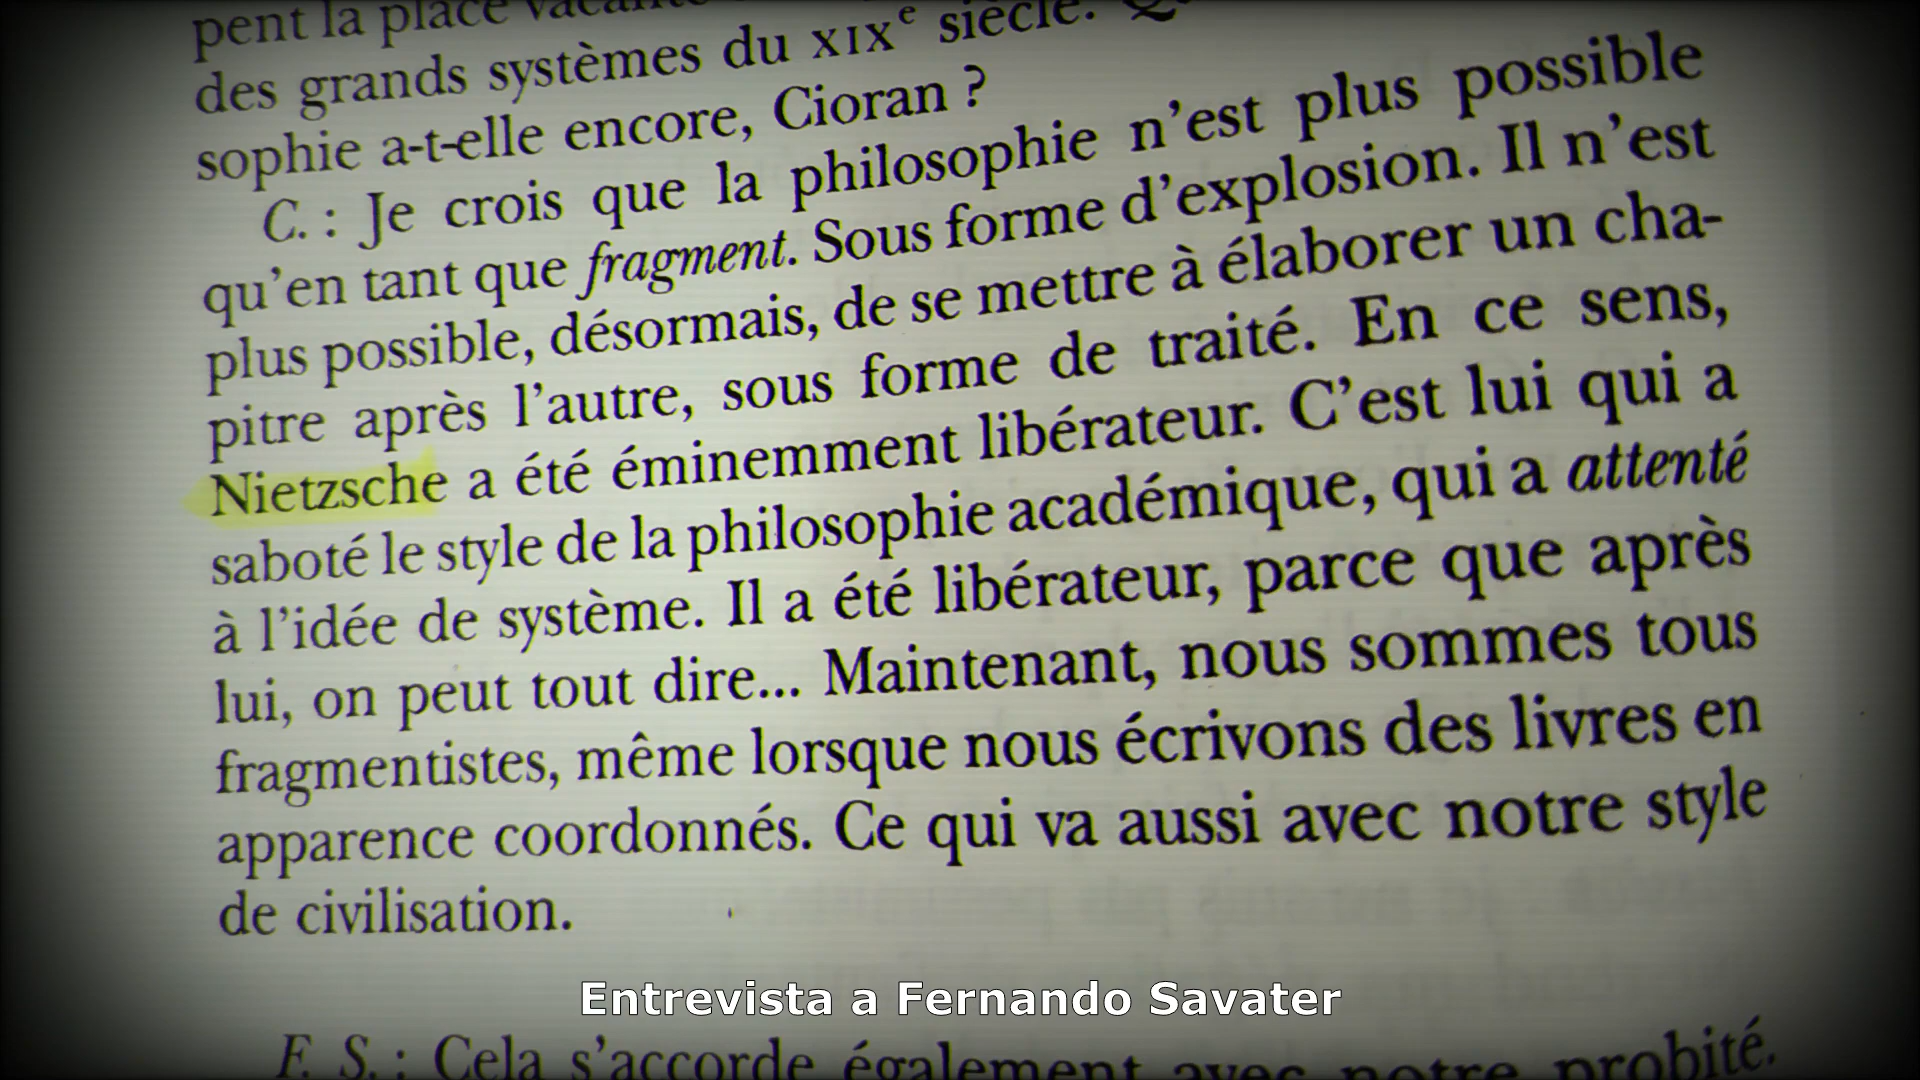 pent la place vacante
des grands systèmes du XIXe siècle.
sophie a-t-elle encore, Cioran ?
C. : Je crois que la philosophie n'est plus possible
qu'en tant que fragment. Sous forme d'explosion. Il n'est
plus possible, désormais, de se mettre à élaborer un cha-
pitre après l'autre, sous forme de traité. En ce sens,
Nietzsche a été éminemment libérateur. C'est lui qui a
saboté le style de la philosophie académique, qui a attenté
à l'idée de système. Il a été libérateur, parce que après
lui, on peut tout dire... Maintenant, nous sommes tous
fragmentistes, même lorsque nous écrivons des livres en
apparence coordonnés. Ce qui va aussi avec notre style
de civilisation.
Entrevista a Fernando Savater
F. S. : Cela s'accorde également avec notre probité.